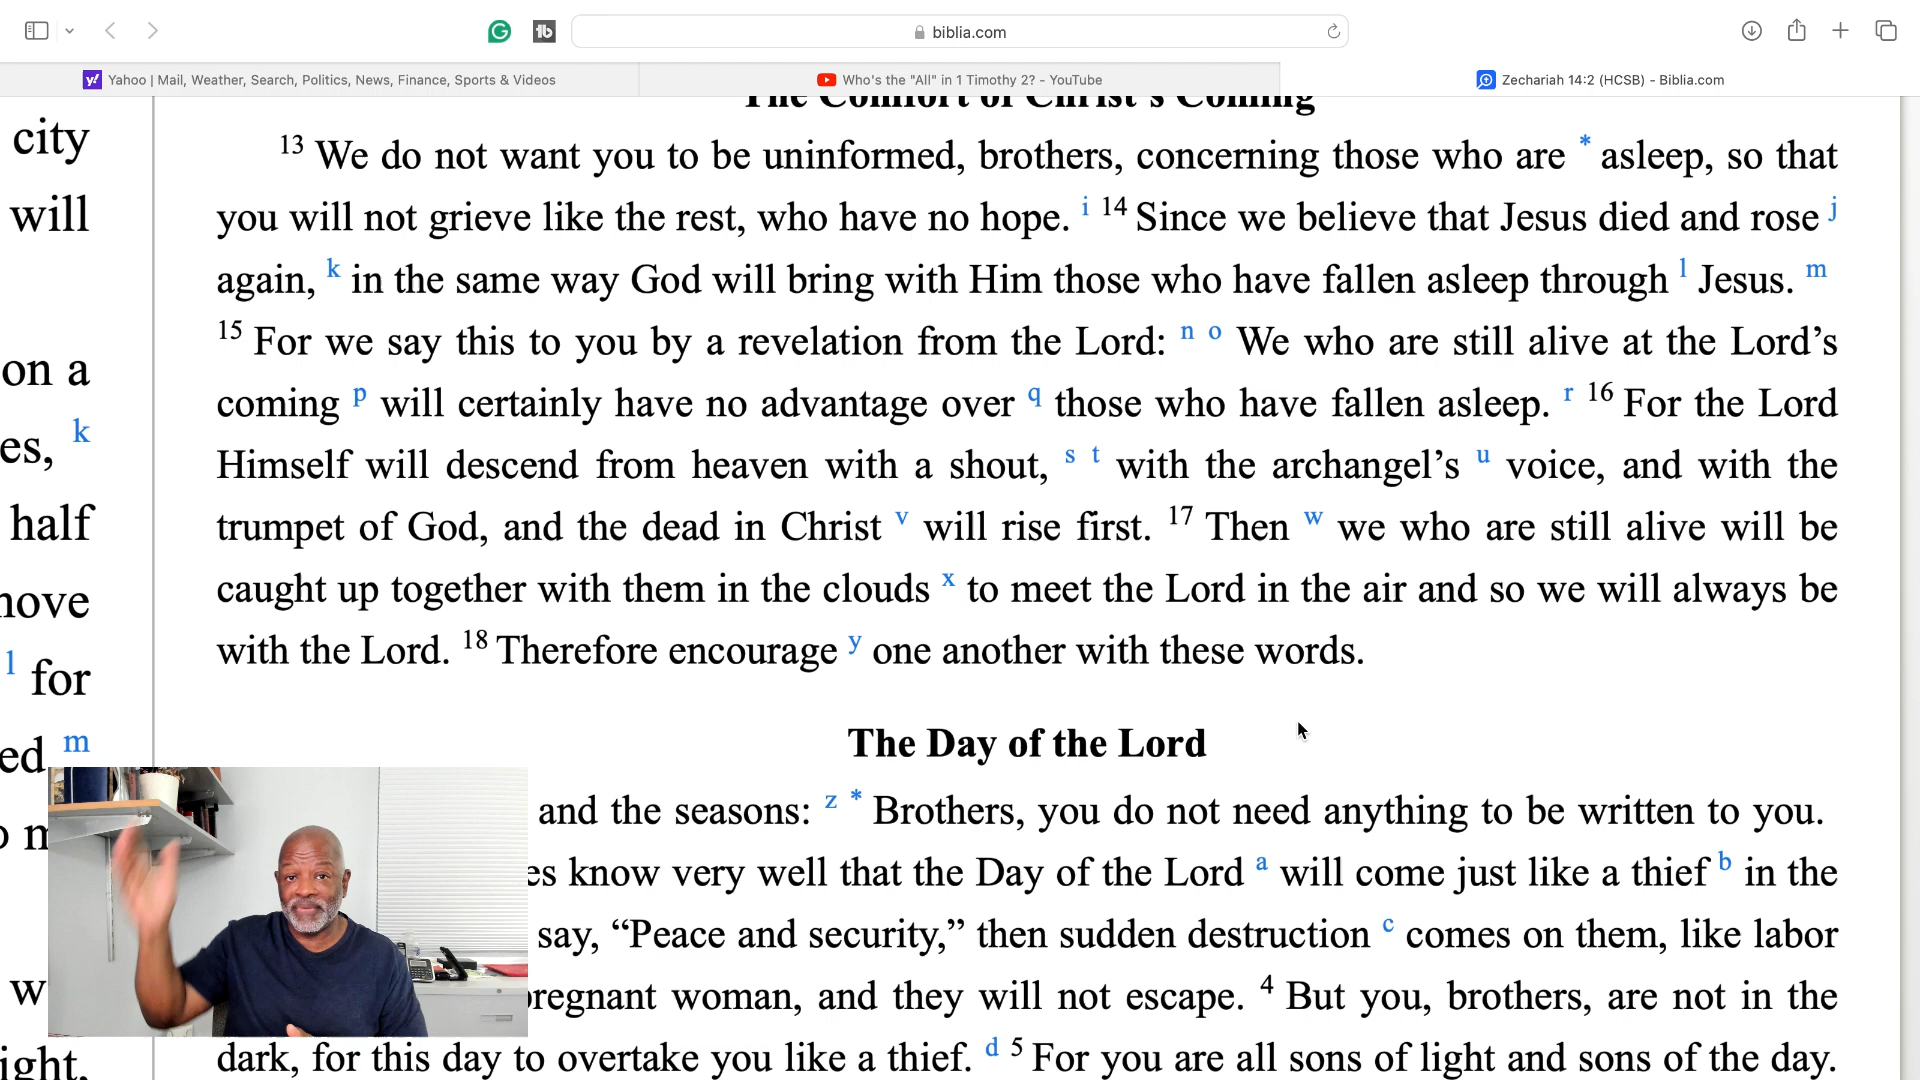 biblia.com
Yahoo | Mail, Weather, Search, Politics, News, Finance, Sports & Videos
Who's the "All" in 1 Timothy 2? - YouTube
Zechariah 14:2 (HCSB) - Biblia.com
city
will
on a
es, k
half
l for
ed m
ight,
The Comfort of Christ's Coming
13 We do not want you to be uninformed, brothers, concerning those who are * asleep, so that
you will not grieve like the rest, who have no hope. i 14 Since we believe that Jesus died and rose j
again, k in the same way God will bring with Him those who have fallen asleep through l Jesus. m
15 For we say this to you by a revelation from the Lord: n o We who are still alive at the Lord’s
coming p will certainly have no advantage over q those who have fallen asleep. r 16 For the Lord
Himself will descend from heaven with a shout, s t with the archangel’s u voice, and with the
trumpet of God, and the dead in Christ v will rise first. 17 Then w we who are still alive will be
caught up together with them in the clouds x to meet the Lord in the air and so we will always be
with the Lord. 18 Therefore encourage y one another with these words.
The Day of the Lord
and the seasons: z * Brothers, you do not need anything to be written to you.
es know very well that the Day of the Lord a will come just like a thief b in the
say, “Peace and security,” then sudden destruction c comes on them, like labor
pregnant woman, and they will not escape. 4 But you, brothers, are not in the
dark, for this day to overtake you like a thief. d 5 For you are all sons of light and sons of the day.